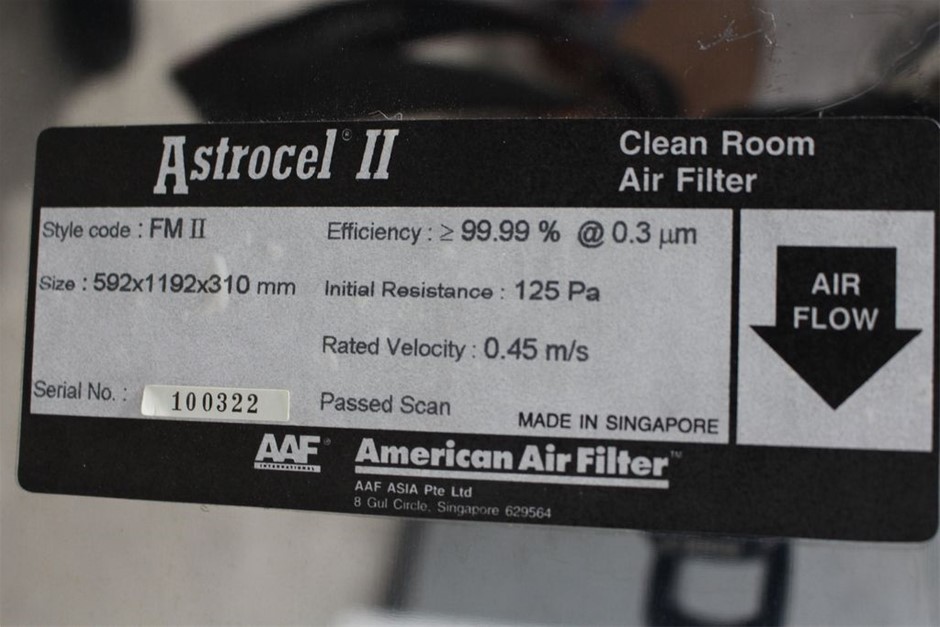 Astrocel® II
Clean Room
Air Filter
Style code : FM II
Efficiency : ≥ 99.99 % @ 0.3 µm
Size : 592x1192x310 mm
Initial Resistance : 125 Pa
Rated Velocity : 0.45 m/s
Serial No. : 100322
Passed Scan
MADE IN SINGAPORE
AIR
FLOW
AAF®
INTERNATIONAL
American Air Filter™
AAF ASIA Pte Ltd
8 Gul Circle, Singapore 629564